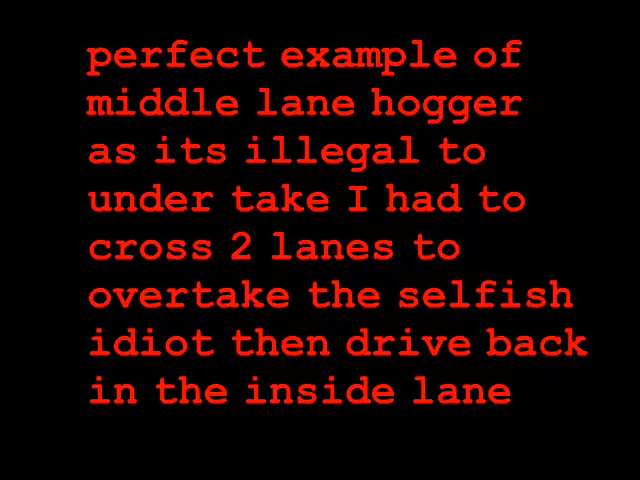 perfect example of
middle lane hogger
as its illegal to
under take I had to
cross 2 lanes to
overtake the selfish
idiot then drive back
in the inside lane